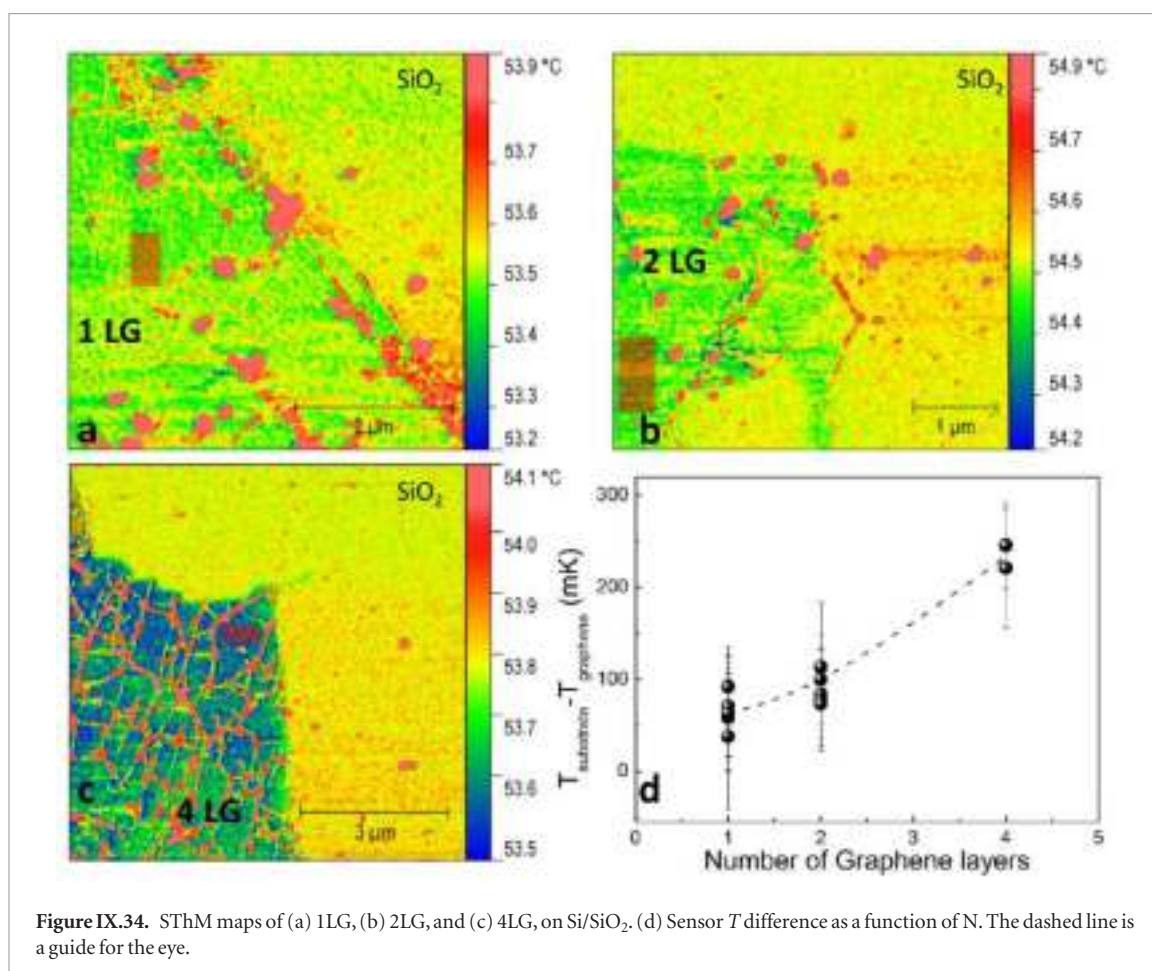 SiO₂
53.9 °C
53.7
53.6
53.5
53.4
53.3
53.2
1 LG
a
SiO₂
54.9 °C
54.7
54.6
54.5
54.4
54.3
54.2
2 LG
1 μm
b
SiO₂
54.1 °C
54.0
53.9
53.8
53.7
53.6
53.5
4 LG
3 μm
c
T substrate -T graphene (mK)
300
200
100
0
d
0 1 2 3 4 5
Number of Graphene layers
Figure IX.34. SThM maps of (a) 1LG, (b) 2LG, and (c) 4LG, on Si/SiO₂. (d) Sensor T difference as a function of N. The dashed line is
a guide for the eye.